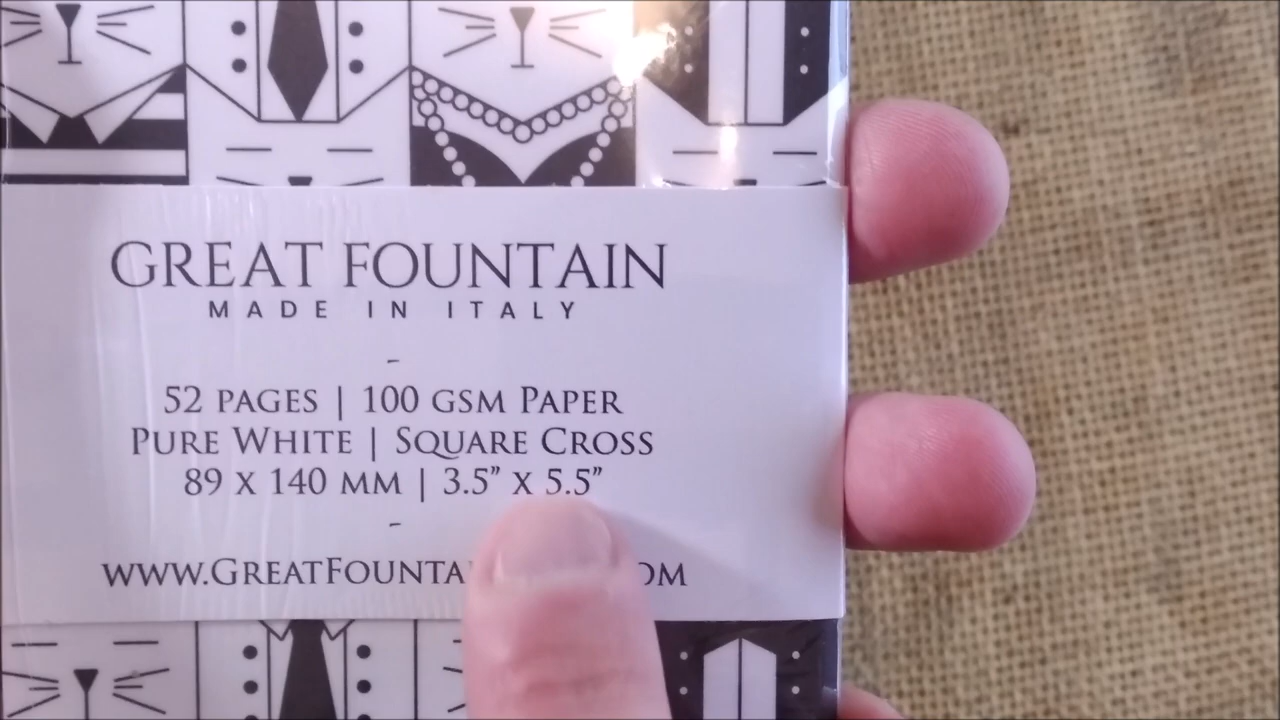 GREAT FOUNTAIN
MADE IN ITALY
-
52 PAGES | 100 GSM PAPER
PURE WHITE | SQUARE CROSS
89 X 140 MM | 3.5" X 5.5"
-